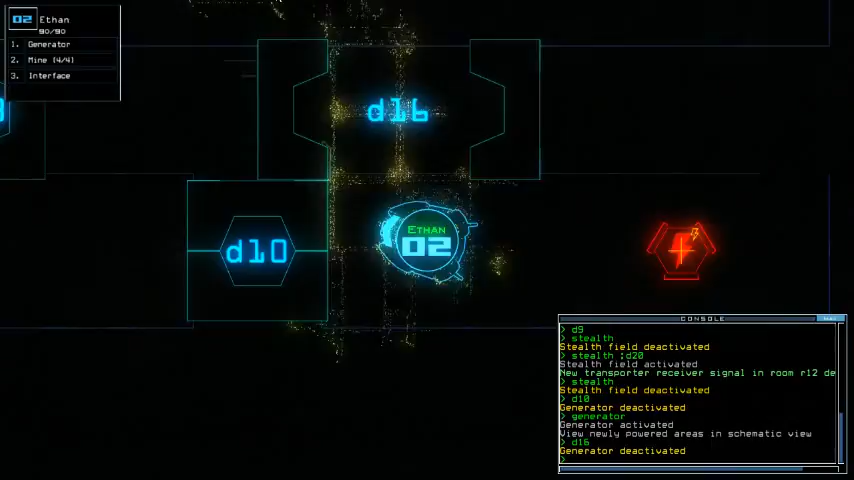 02 Ethan
90/90
1. Generator
2. Mine (4/4)
3. Interface
d16
d10
ETHAN
02
CONSOLE
> d9
> stealth
Stealth field deactivated
> stealth :d20
Stealth field activated
New transporter receiver signal in room r12 de
> stealth
Stealth field deactivated
> d10
Generator deactivated
> generator
Generator activated
View newly powered areas in schematic view
> d16
Generator deactivated
>